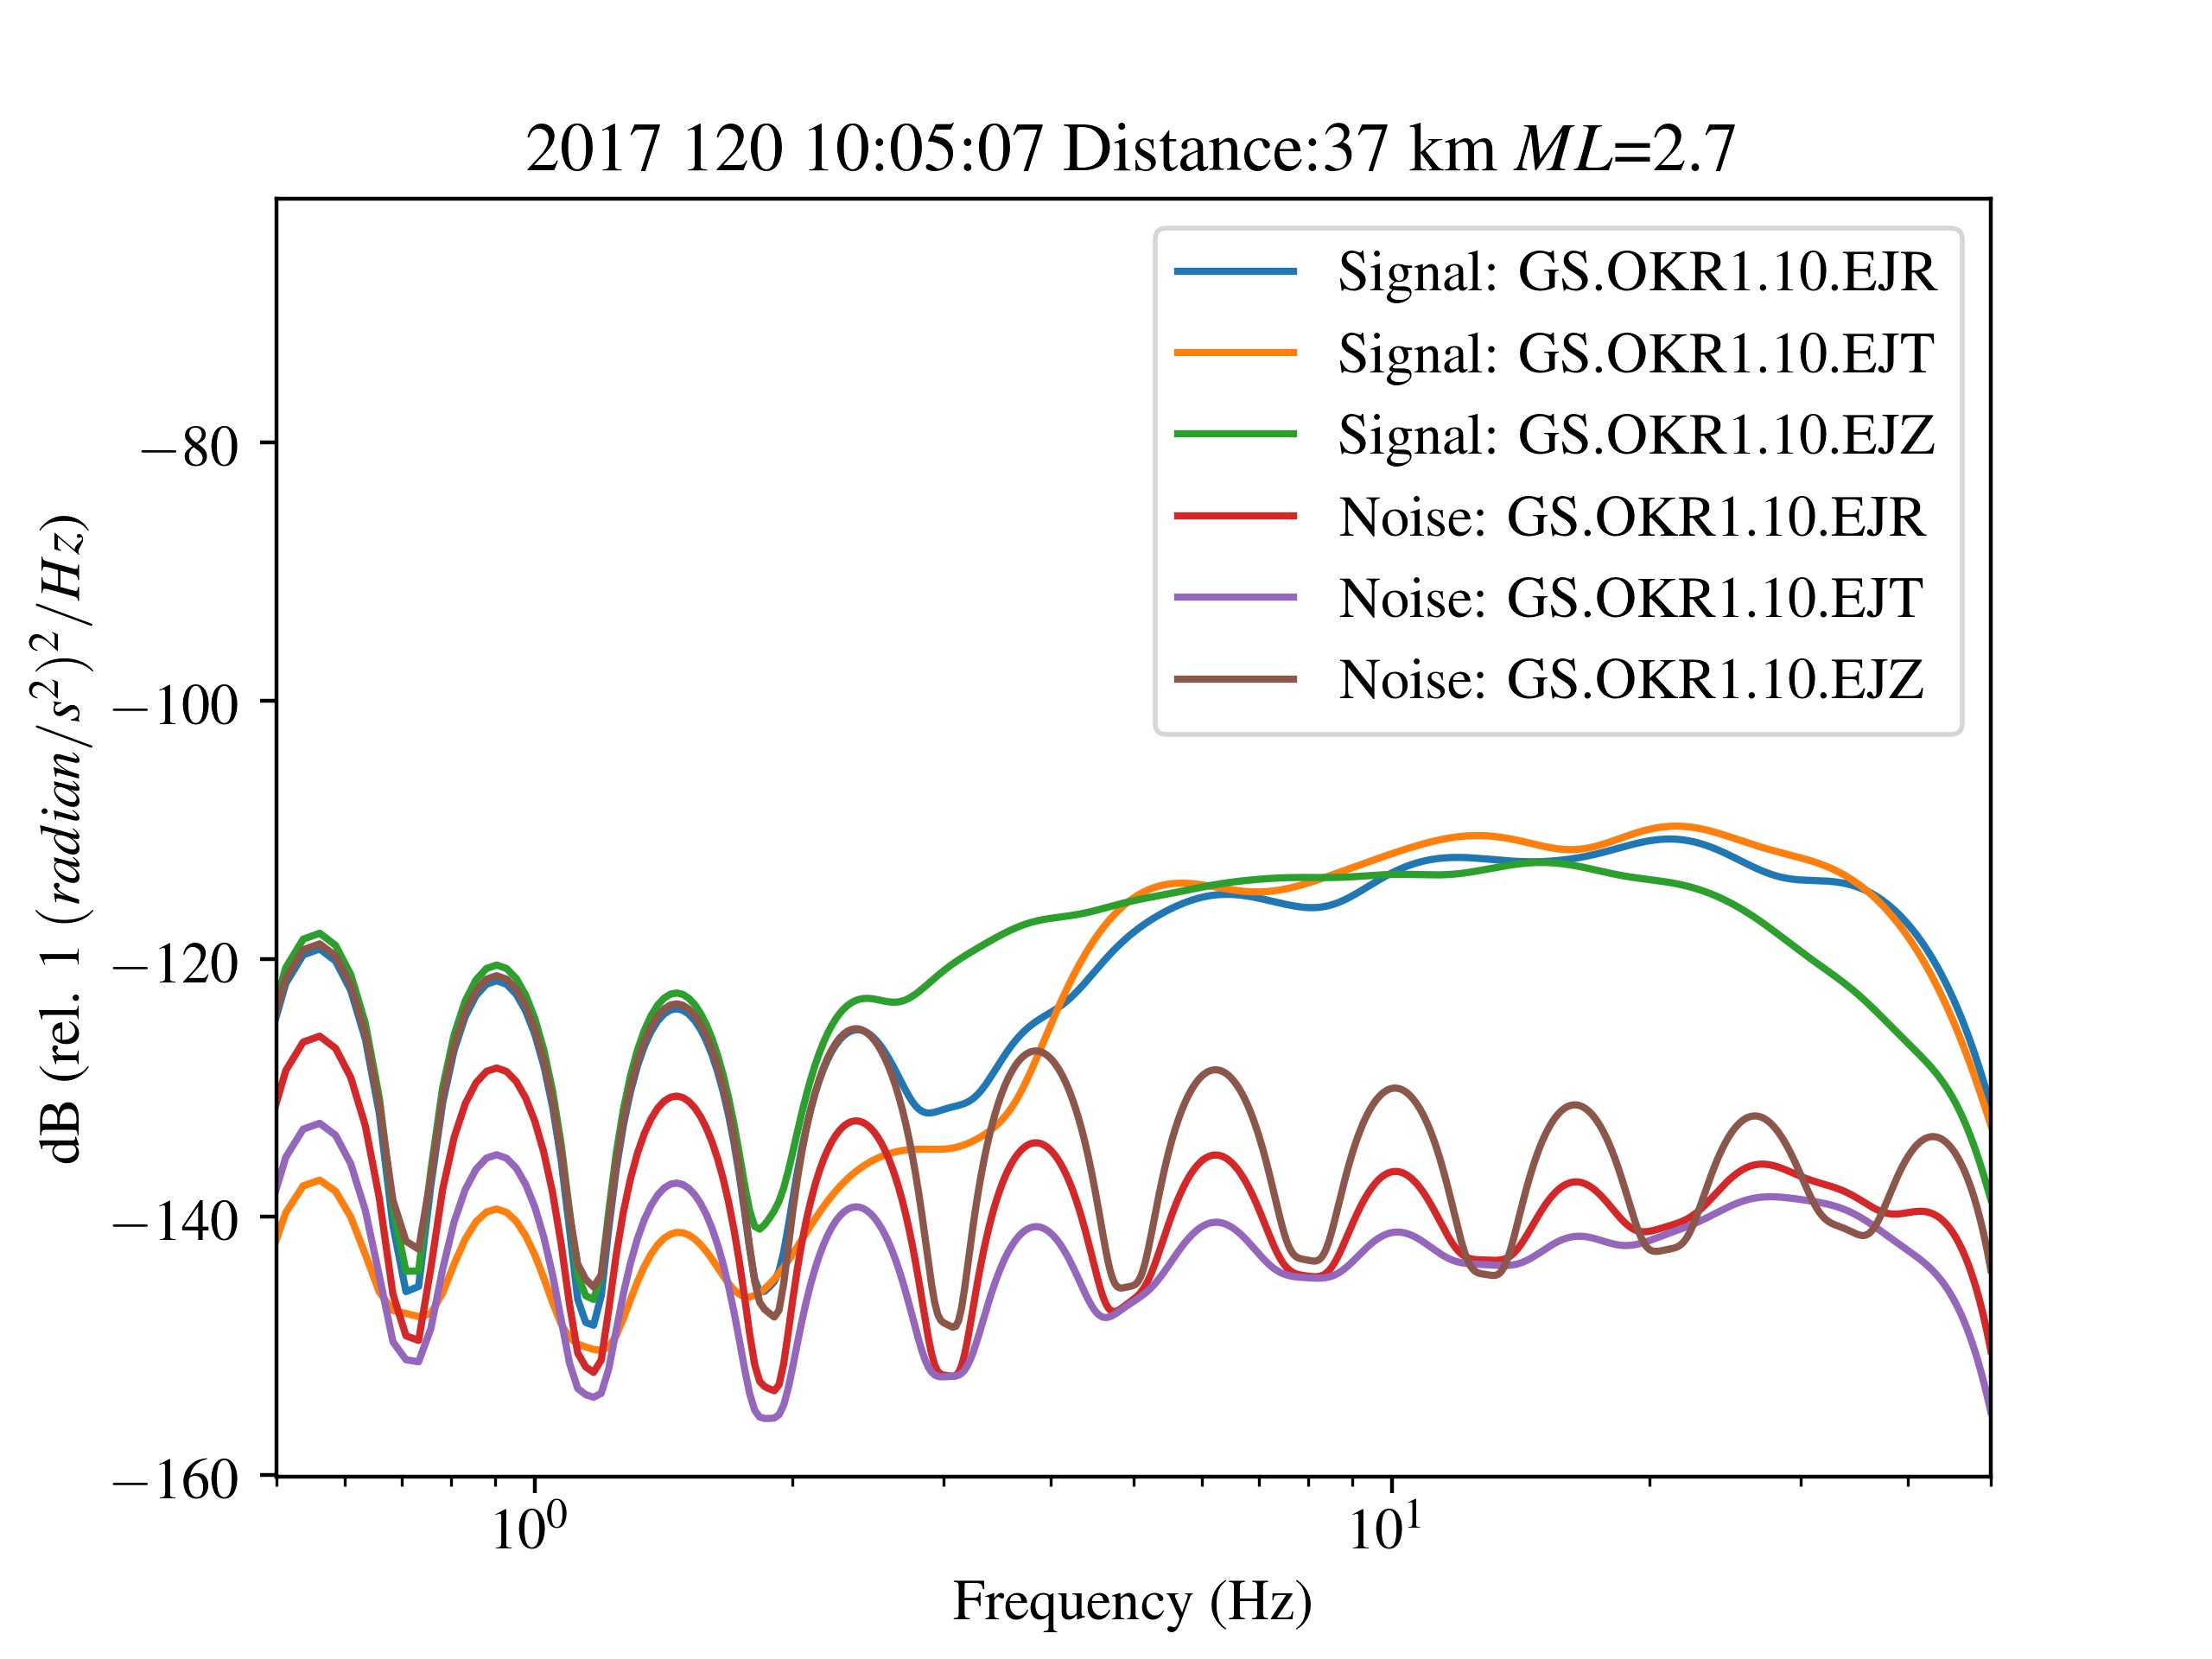 2017 120 10:05:07 Distance:37 km ML=2.7
Signal: GS.OKR1.10.EJR
Signal: GS.OKR1.10.EJT
Signal: GS.OKR1.10.EJZ
Noise: GS.OKR1.10.EJR
Noise: GS.OKR1.10.EJT
Noise: GS.OKR1.10.EJZ
dB (rel. 1 (radian/s²)²/Hz)
−80
−100
−120
−140
−160
10⁰
10¹
Frequency (Hz)